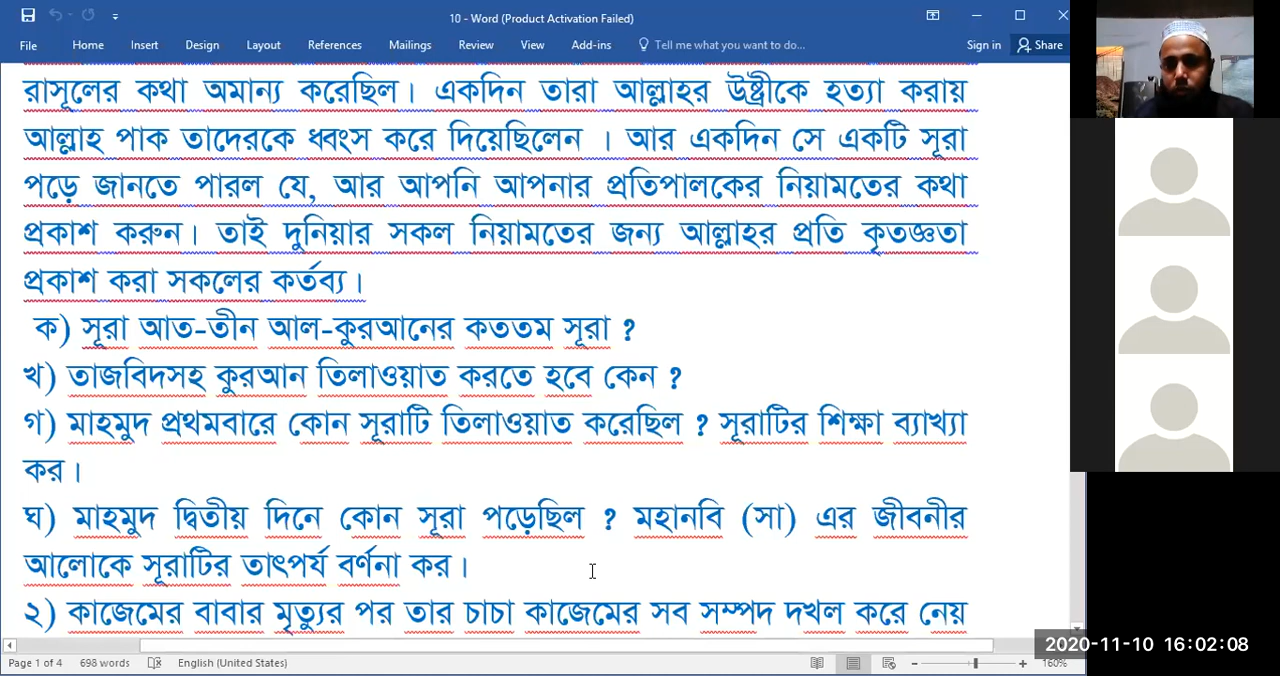 10 - Word (Product Activation Failed)
File Home Insert Design Layout References Mailings Review View Add-ins Tell me what you want to do... Sign in Share
রাসূলের কথা অমান্য করেছিল। একদিন তারা আল্লাহর উষ্ট্রীকে হত্যা করায়
আল্লাহ পাক তাদেরকে ধ্বংস করে দিয়েছিলেন । আর একদিন সে একটি সূরা
পড়ে জানতে পারল যে, আর আপনি আপনার প্রতিপালকের নিয়ামতের কথা
প্রকাশ করুন। তাই দুনিয়ার সকল নিয়ামতের জন্য আল্লাহর প্রতি কৃতজ্ঞতা
প্রকাশ করা সকলের কর্তব্য।
ক) সূরা আত-তীন আল-কুরআনের কততম সূরা ?
খ) তাজবিদসহ কুরআন তিলাওয়াত করতে হবে কেন ?
গ) মাহমুদ প্রথমবারে কোন সূরাটি তিলাওয়াত করেছিল ? সূরাটির শিক্ষা ব্যাখ্যা
কর।
ঘ) মাহমুদ দ্বিতীয় দিনে কোন সূরা পড়েছিল ? মহানবি (সা) এর জীবনীর
আলোকে সূরাটির তাৎপর্য বর্ণনা কর।
২) কাজেমের বাবার মৃত্যুর পর তার চাচা কাজেমের সব সম্পদ দখল করে নেয়
2020-11-10 16:02:08
Page 1 of 4 698 words English (United States) 160%